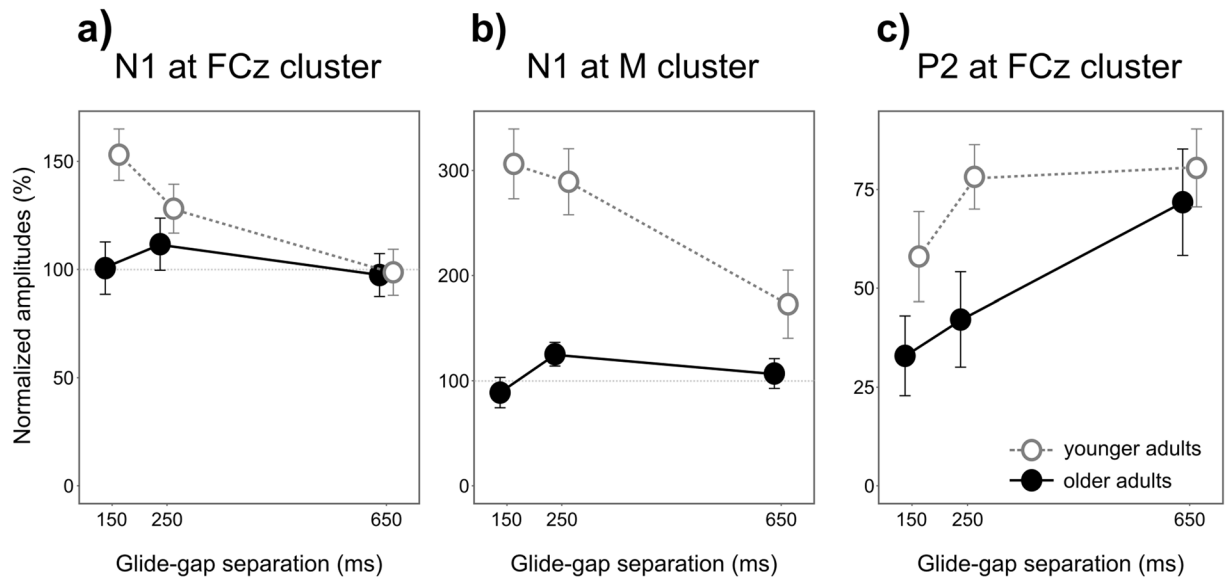 a)
N1 at FCz cluster
b)
N1 at M cluster
c)
P2 at FCz cluster
Normalized amplitudes (%)
150
100
50
0
150
250
650
Glide-gap separation (ms)
300
200
100
0
150
250
650
Glide-gap separation (ms)
75
50
25
0
younger adults
older adults
150
250
650
Glide-gap separation (ms)